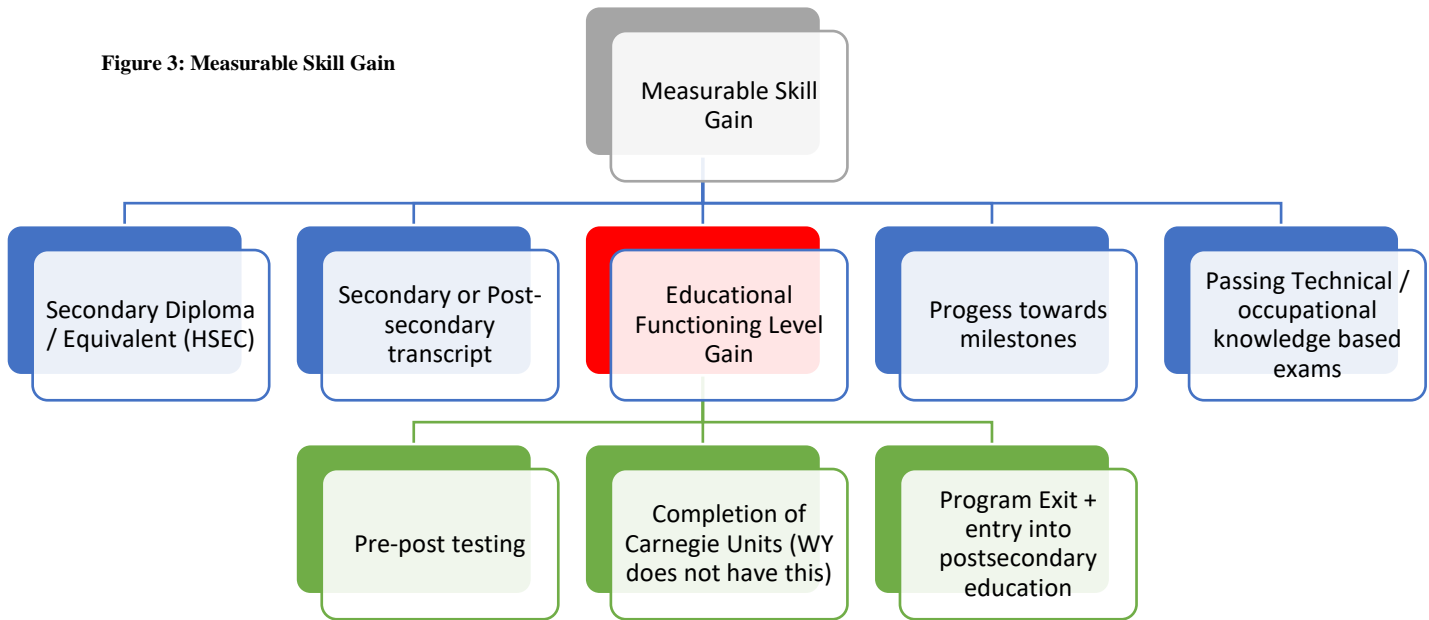 Figure 3: Measurable Skill Gain
Measurable Skill
Gain
Secondary Diploma
/ Equivalent (HSEC)
Secondary or Post-
secondary
transcript
Educational
Functioning Level
Gain
Progess towards
milestones
Passing Technical /
occupational
knowledge based
exams
Pre-post testing
Completion of
Carnegie Units (WY
does not have this)
Program Exit +
entry into
postsecondary
education